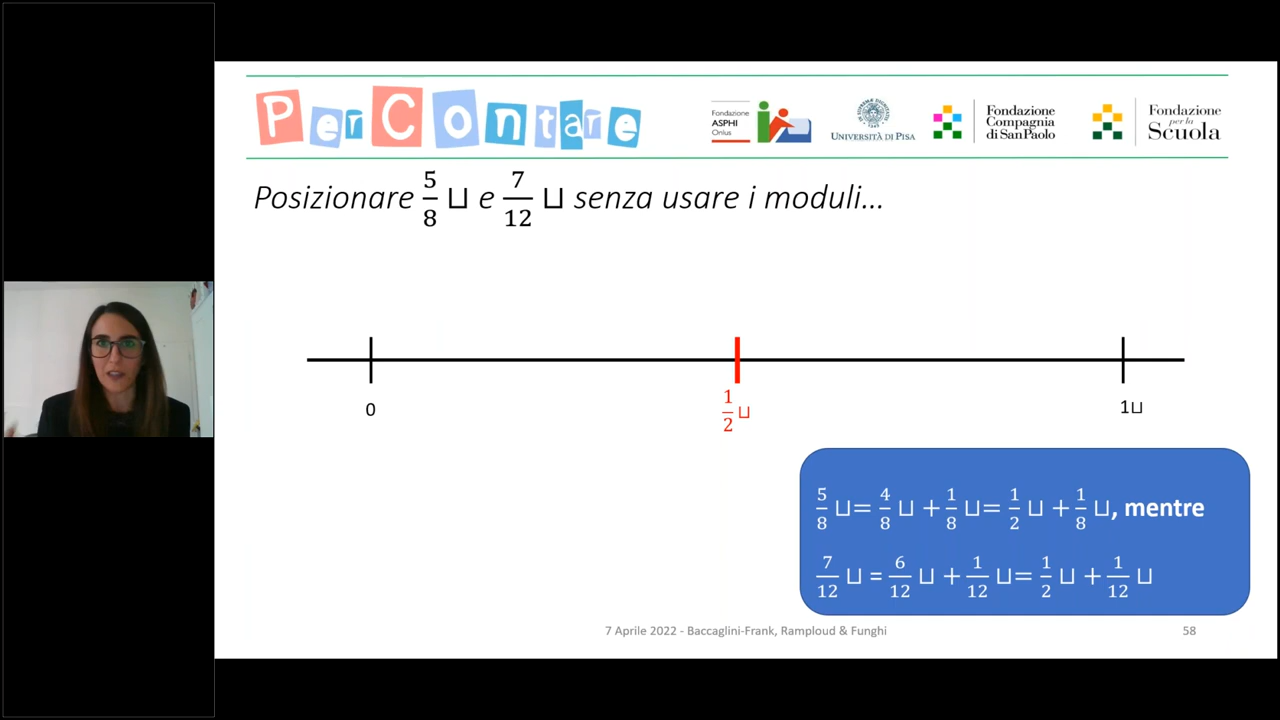 PerContare
Fondazione
ASPHI
Onlus
UNIVERSITÀ DI PISA
Fondazione
Compagnia
di San Paolo
Fondazione
per la
Scuola
Posizionare 5/8 ⊔ e 7/12 ⊔ senza usare i moduli...
0
1/2 ⊔
1⊔
5/8 ⊔= 4/8 ⊔ + 1/8 ⊔= 1/2 ⊔ + 1/8 ⊔, mentre
7/12 ⊔ = 6/12 ⊔ + 1/12 ⊔= 1/2 ⊔ + 1/12 ⊔
7 Aprile 2022 - Baccaglini-Frank, Ramploud & Funghi
58